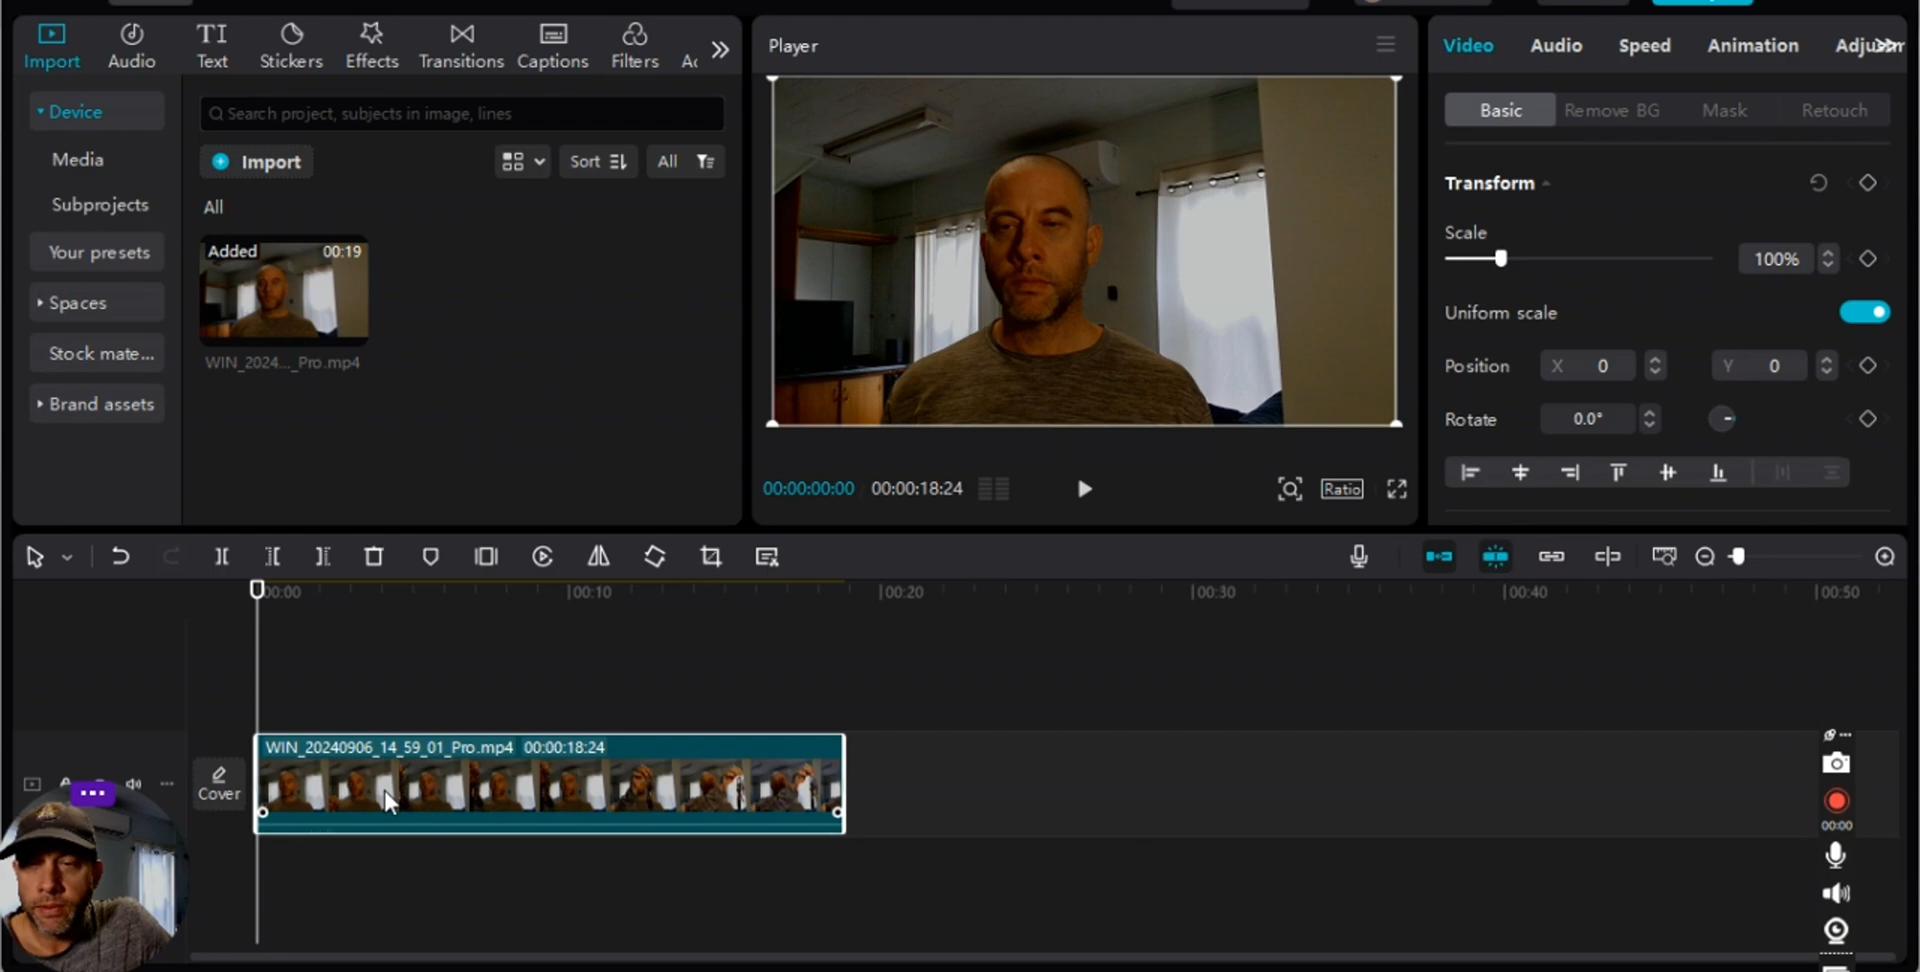 Import
Audio
TI
Text
Stickers
Effects
Transitions
Captions
Filters
Ac
Player
Video
Audio
Speed
Animation
Device
Media
Subprojects
Your presets
Spaces
Stock mate...
Brand assets
Search project, subjects in image, lines
Import
Sort
All
All
Added 00:19
WIN_2024..._Pro.mp4
00:00:00:00 00:00:18:24
Ratio
Basic
Remove BG
Mask
Retouch
Transform
Scale
100%
Uniform scale
Position X 0 Y 0
Rotate 0.0°
00:00 00:10 00:20 00:30 00:40 00:50
WIN_20240906_14_59_01_Pro.mp4 00:00:18:24
Cover
00:00